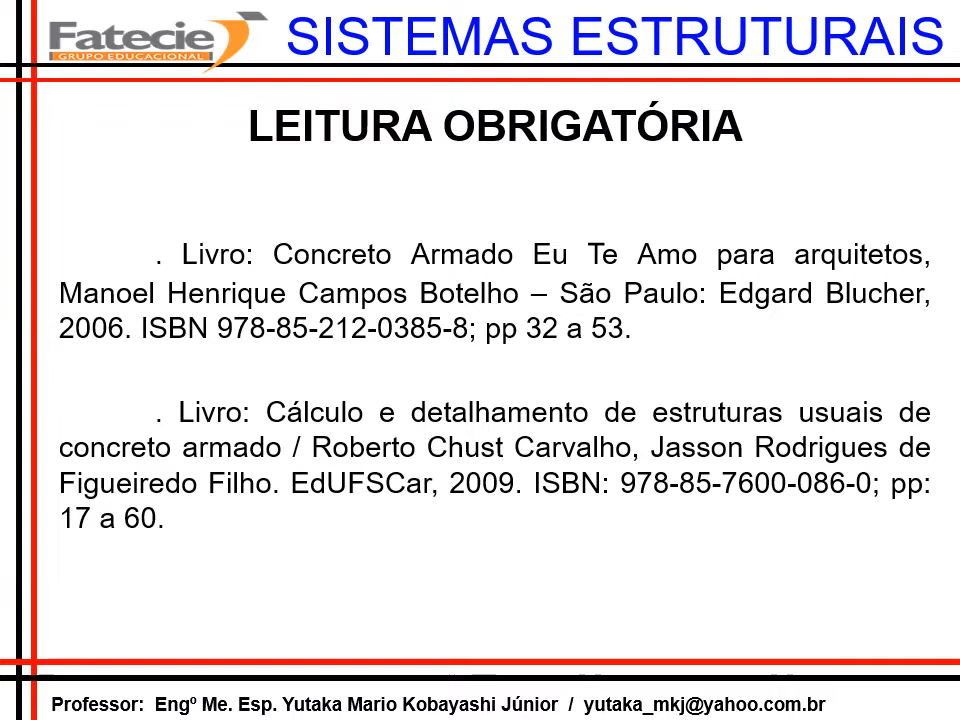 Fatecie
GRUPO EDUCACIONAL
SISTEMAS ESTRUTURAIS
LEITURA OBRIGATÓRIA
. Livro: Concreto Armado Eu Te Amo para arquitetos,
Manoel Henrique Campos Botelho – São Paulo: Edgard Blucher,
2006. ISBN 978-85-212-0385-8; pp 32 a 53.
. Livro: Cálculo e detalhamento de estruturas usuais de
concreto armado / Roberto Chust Carvalho, Jasson Rodrigues de
Figueiredo Filho. EdUFSCar, 2009. ISBN: 978-85-7600-086-0; pp:
17 a 60.
Professor: Engº Me. Esp. Yutaka Mario Kobayashi Júnior / yutaka_mkj@yahoo.com.br